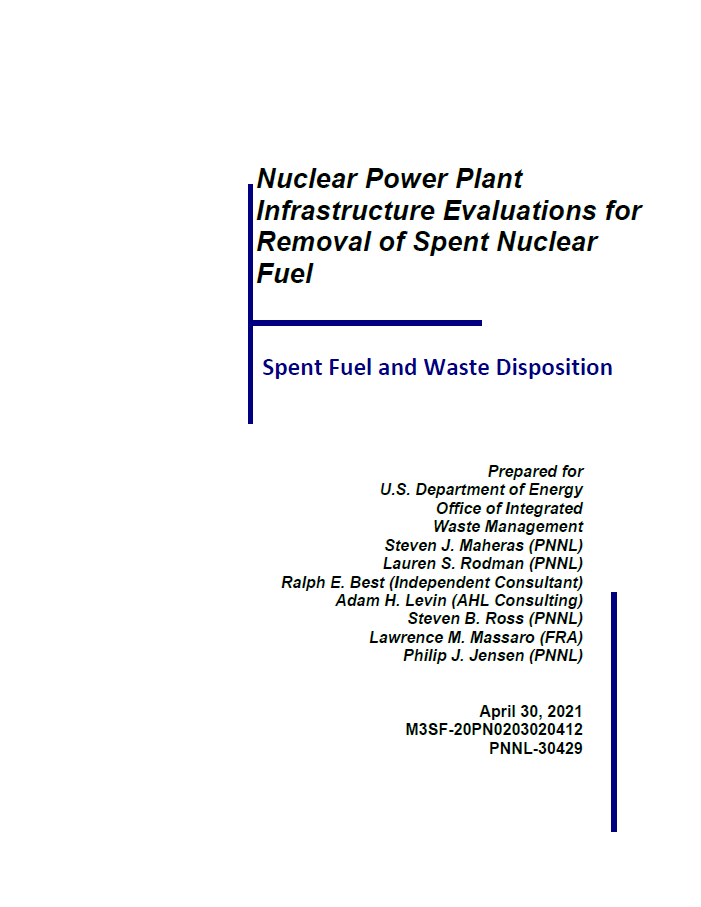 Nuclear Power Plant
Infrastructure Evaluations for
Removal of Spent Nuclear
Fuel
Spent Fuel and Waste Disposition
Prepared for
U.S. Department of Energy
Office of Integrated
Waste Management
Steven J. Maheras (PNNL)
Lauren S. Rodman (PNNL)
Ralph E. Best (Independent Consultant)
Adam H. Levin (AHL Consulting)
Steven B. Ross (PNNL)
Lawrence M. Massaro (FRA)
Philip J. Jensen (PNNL)
April 30, 2021
M3SF-20PN0203020412
PNNL-30429